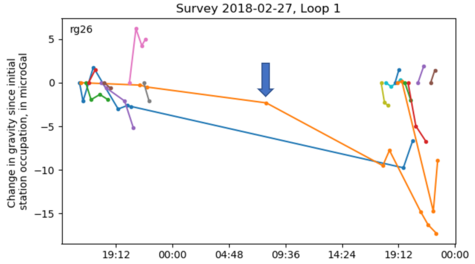 Survey 2018-02-27, Loop 1
rg26
Change in gravity since initial
station occupation, in microGal
5
0
−5
−10
−15
19:12 00:00 04:48 09:36 14:24 19:12 00:00